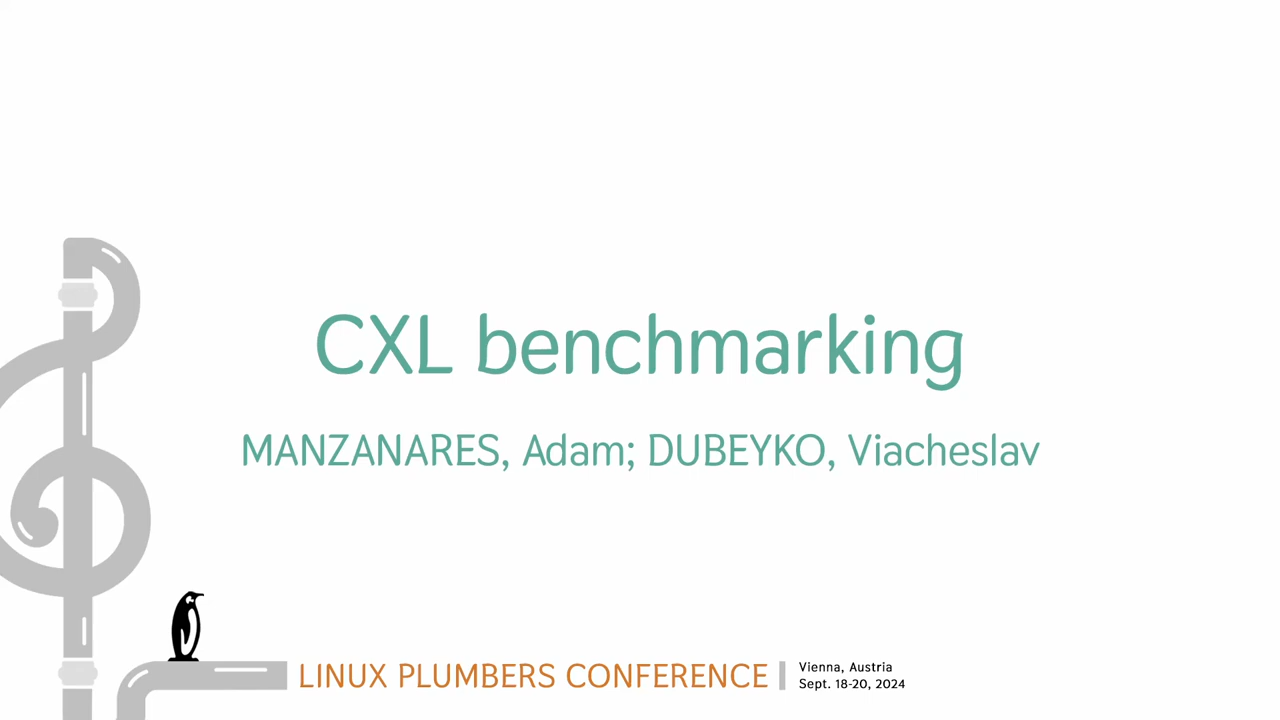 CXL benchmarking
MANZANARES, Adam; DUBEYKO, Viacheslav
LINUX PLUMBERS CONFERENCE
Vienna, Austria
Sept. 18-20, 2024